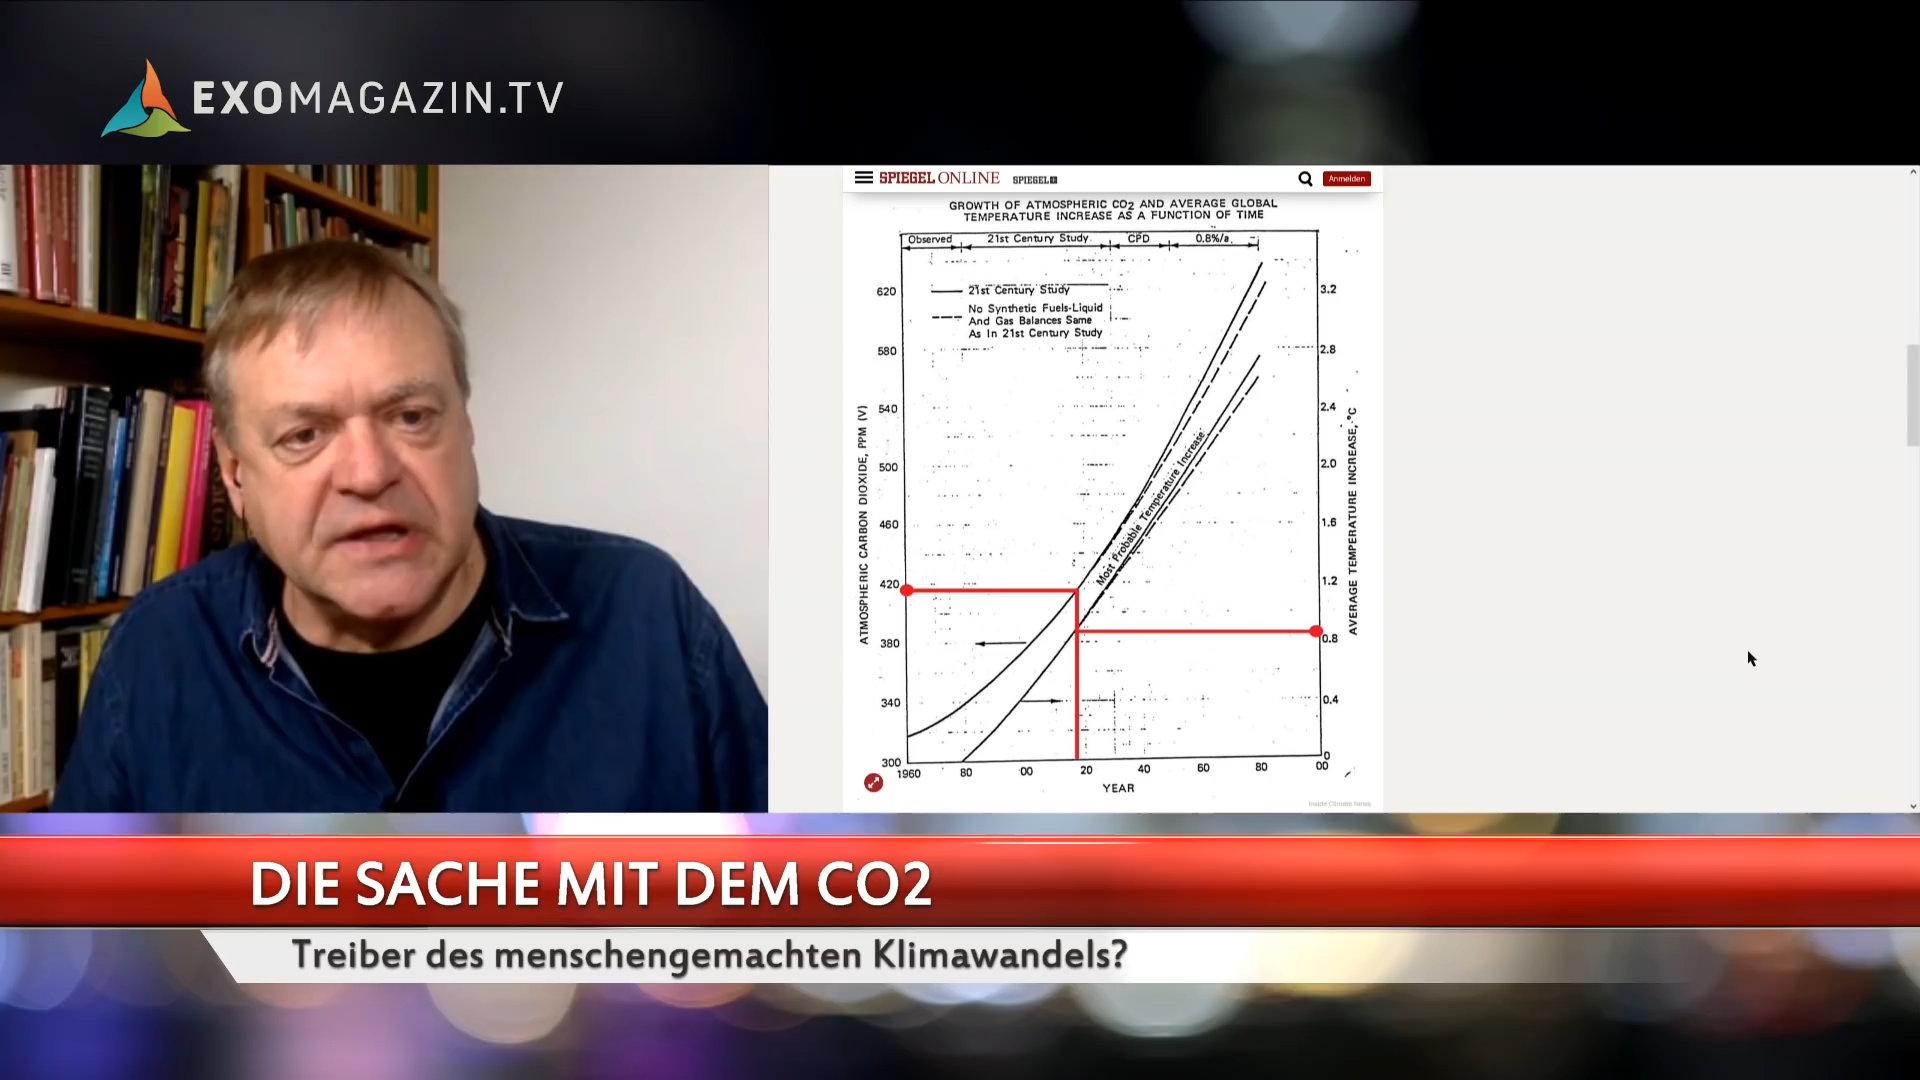 EXOMAGAZIN.TV
SPIEGEL ONLINE SPIEGEL+
Anmelden
GROWTH OF ATMOSPHERIC CO2 AND AVERAGE GLOBAL
TEMPERATURE INCREASE AS A FUNCTION OF TIME
Observed 21st Century Study CPD 0.8%/a
21st Century Study
No Synthetic Fuels-Liquid
And Gas Balances Same
As In 21st Century Study
ATMOSPHERIC CARBON DIOXIDE, PPM (V)
620
580
540
500
460
420
380
340
300
Most Probable Temperature Increase
3.2
2.8
2.4
2.0
1.6
1.2
0.8
0.4
0
AVERAGE TEMPERATURE INCREASE, °C
1960 80 00 20 40 60 80 00
YEAR
Inside Climate News
DIE SACHE MIT DEM CO2
Treiber des menschengemachten Klimawandels?